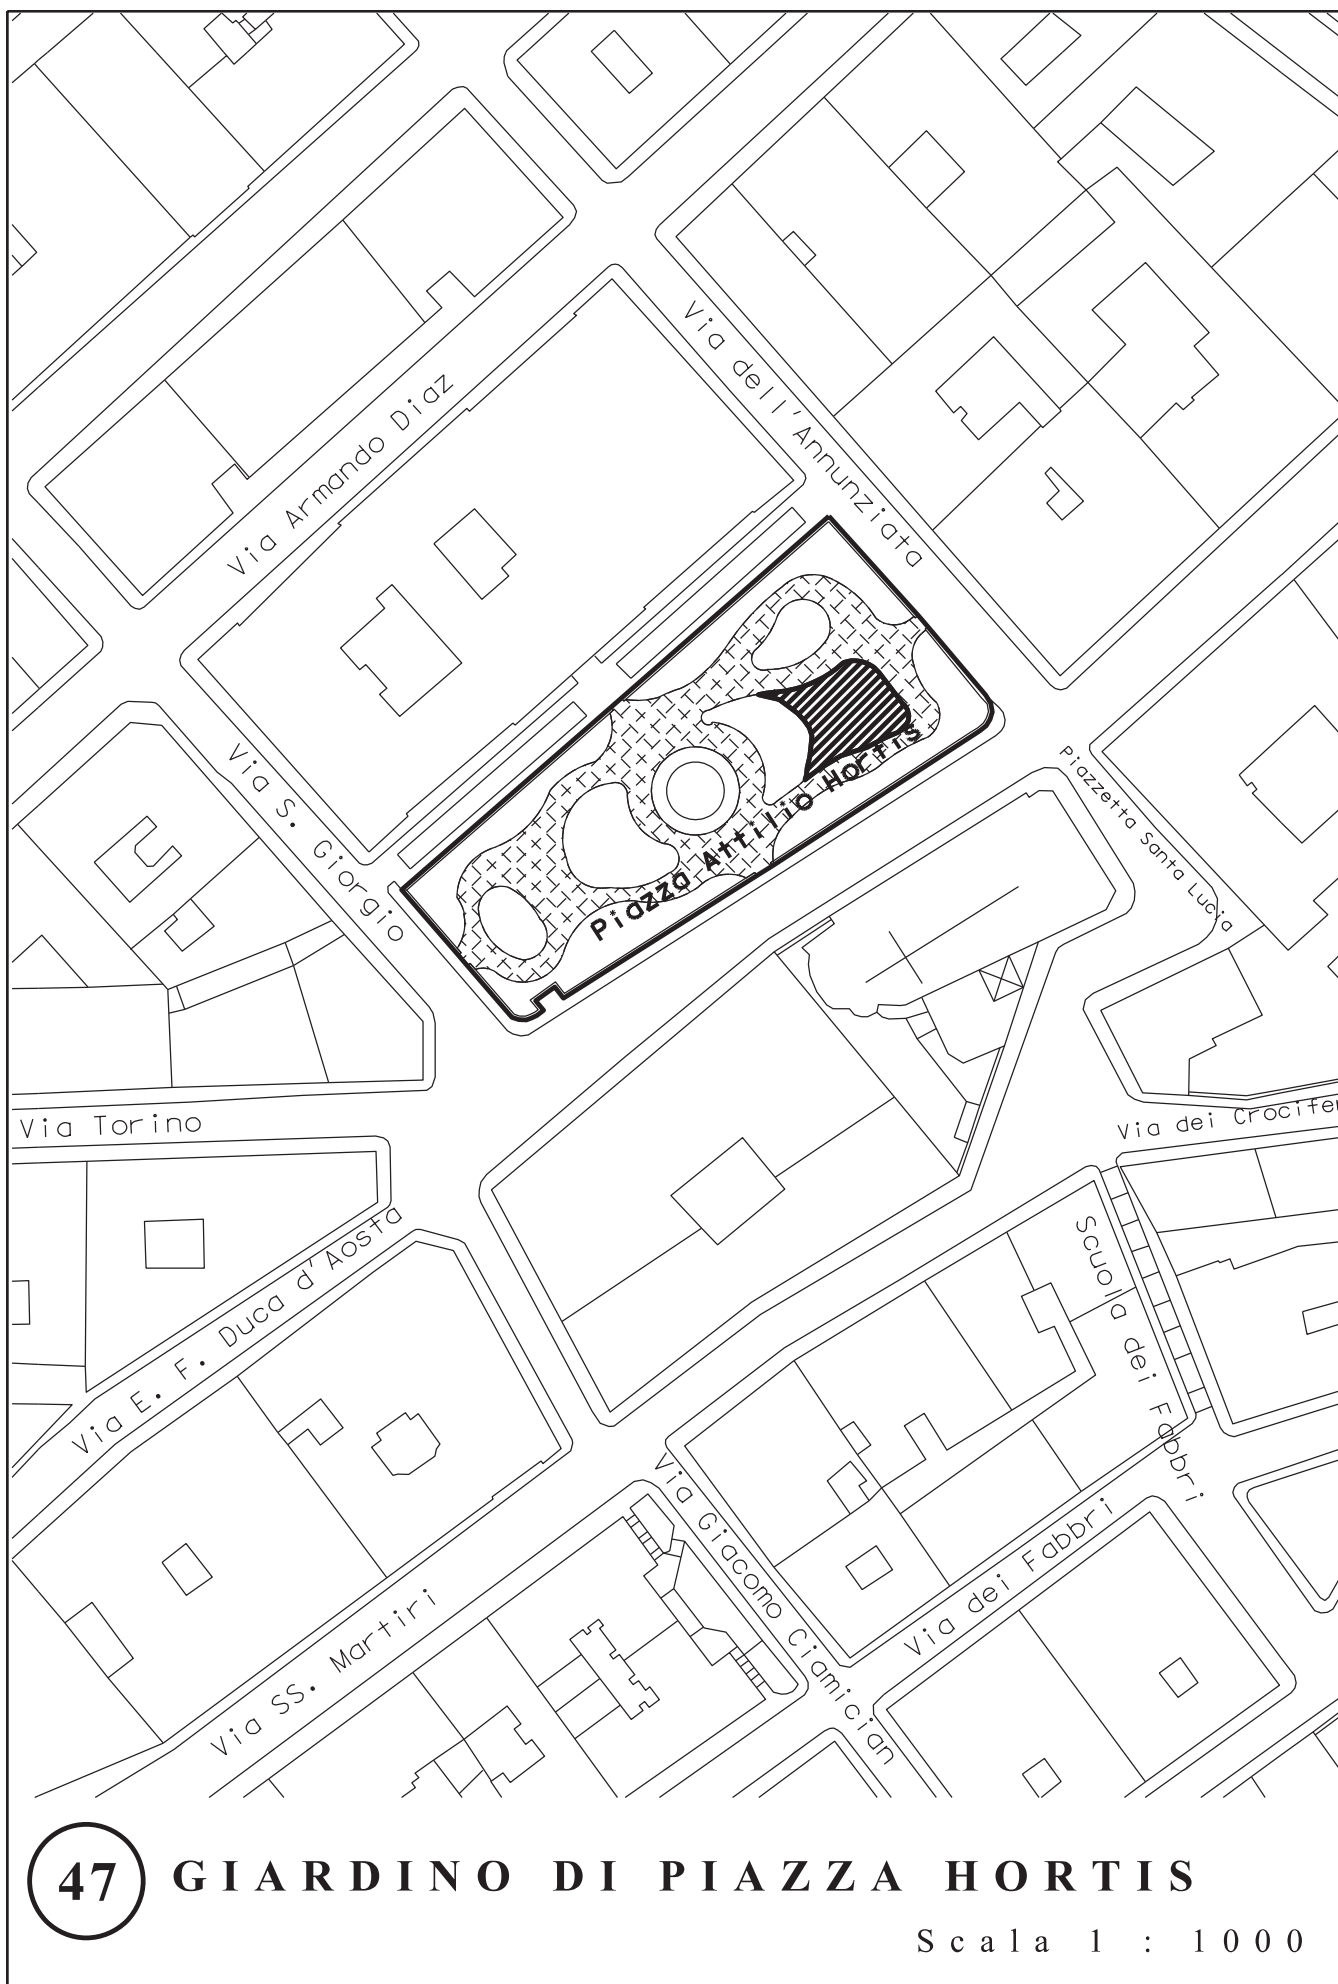 Via Armando Diaz
Via dell'Annunziata
Via S. Giorgio
Piazza Attilio Hortis
Piazzetta Santa Lucia
Via Torino
Via dei Crocifer
Via E. F. Duca d'Aosta
Scuola dei Fabbri
Via Giacomo Ciamician
Via dei Fabbri
Via SS. Martiri
47 GIARDINO DI PIAZZA HORTIS
Scala 1 : 1000